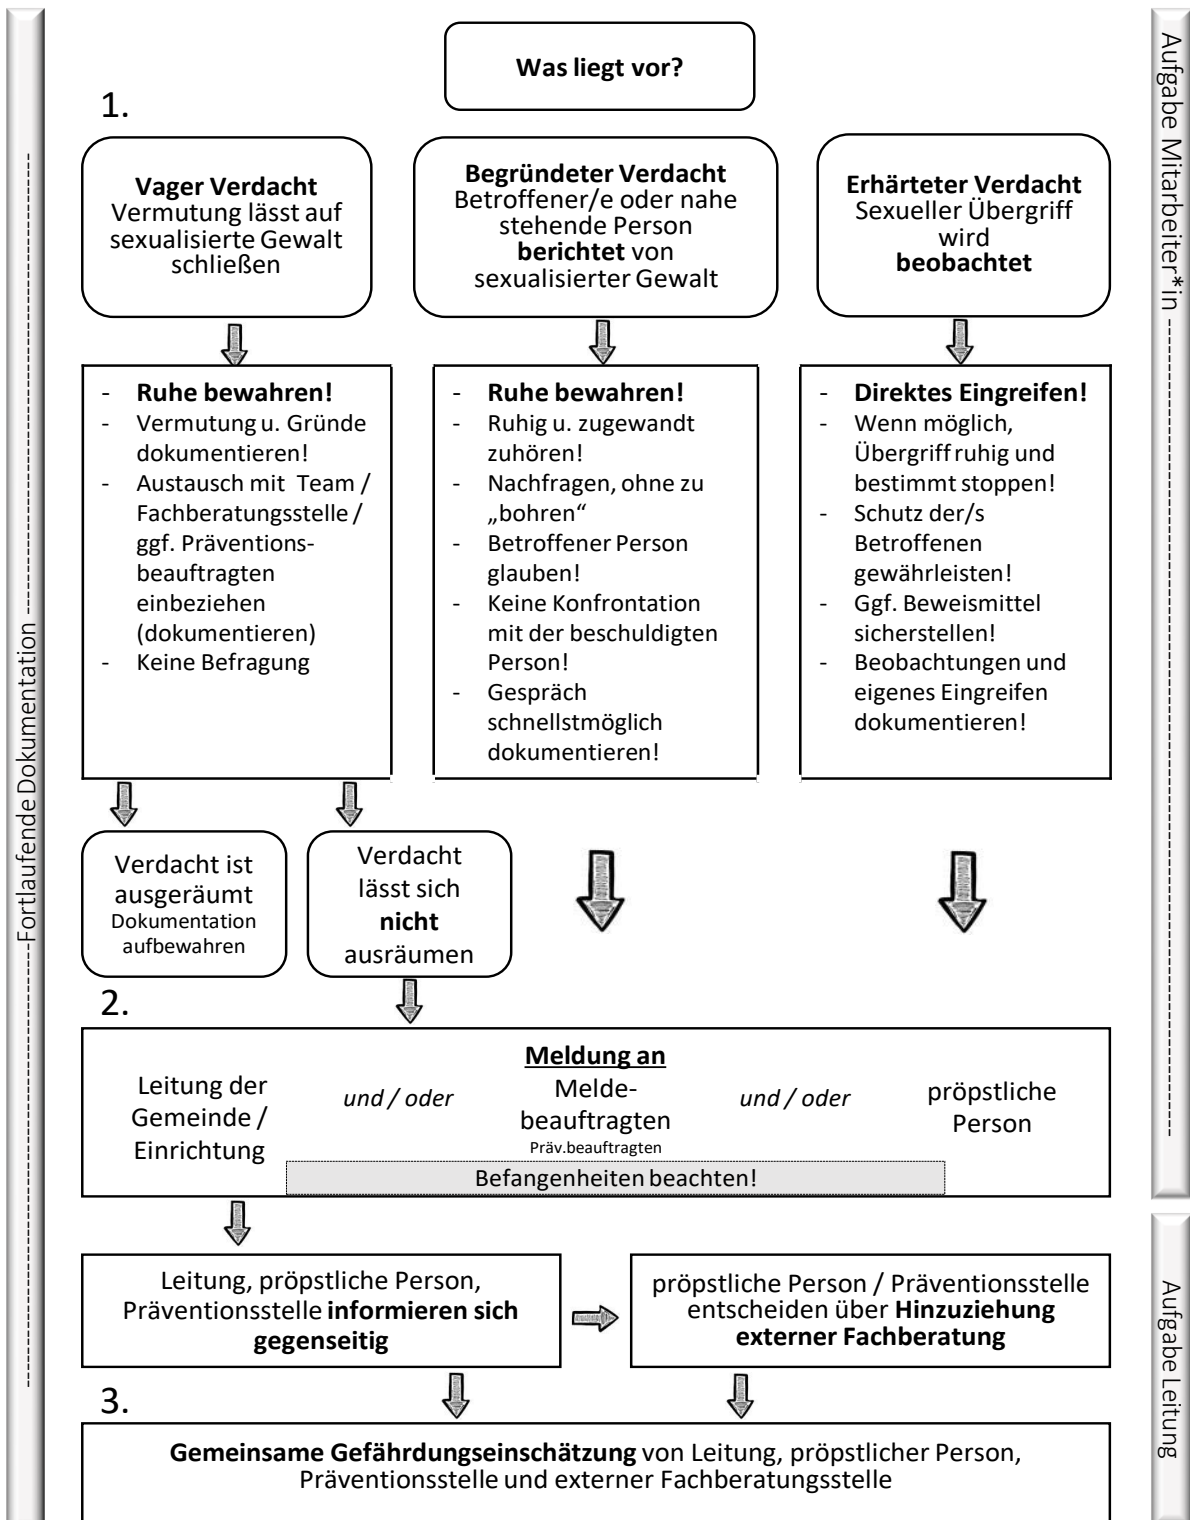 Was liegt vor?
1.
Vager Verdacht
Vermutung lässt auf
sexualisierte Gewalt
schließen
Begründeter Verdacht
Betroffener/e oder nahe
stehende Person
berichtet von
sexualisierter Gewalt
Erhärteter Verdacht
Sexueller Übergriff
wird
beobachtet
- Ruhe bewahren!
- Vermutung u. Gründe
dokumentieren!
- Austausch mit Team /
Fachberatungsstelle /
ggf. Präventions-
beauftragten
einbeziehen
(dokumentieren)
- Keine Befragung
- Ruhe bewahren!
- Ruhig u. zugewandt
zuhören!
- Nachfragen, ohne zu
„bohren“
- Betroffener Person
glauben!
- Keine Konfrontation
mit der beschuldigten
Person!
- Gespräch
schnellstmöglich
dokumentieren!
- Direktes Eingreifen!
- Wenn möglich,
Übergriff ruhig und
bestimmt stoppen!
- Schutz der/s
Betroffenen
gewährleisten!
- Ggf. Beweismittel
sicherstellen!
- Beobachtungen und
eigenes Eingreifen
dokumentieren!
Verdacht ist
ausgeräumt
Dokumentation
aufbewahren
Verdacht
lässt sich
nicht
ausräumen
2.
Meldung an
Leitung der
Gemeinde /
Einrichtung
und / oder
Melde-
beauftragten
Präv.beauftragten
und / oder
pröpstliche
Person
Befangenheiten beachten!
Leitung, pröpstliche Person,
Präventionsstelle informieren sich
gegenseitig
pröpstliche Person / Präventionsstelle
entscheiden über Hinzuziehung
externer Fachberatung
3.
Gemeinsame Gefährdungseinschätzung von Leitung, pröpstlicher Person,
Präventionsstelle und externer Fachberatungsstelle
Fortlaufende Dokumentation
Aufgabe Mitarbeiter*in
Aufgabe Leitung